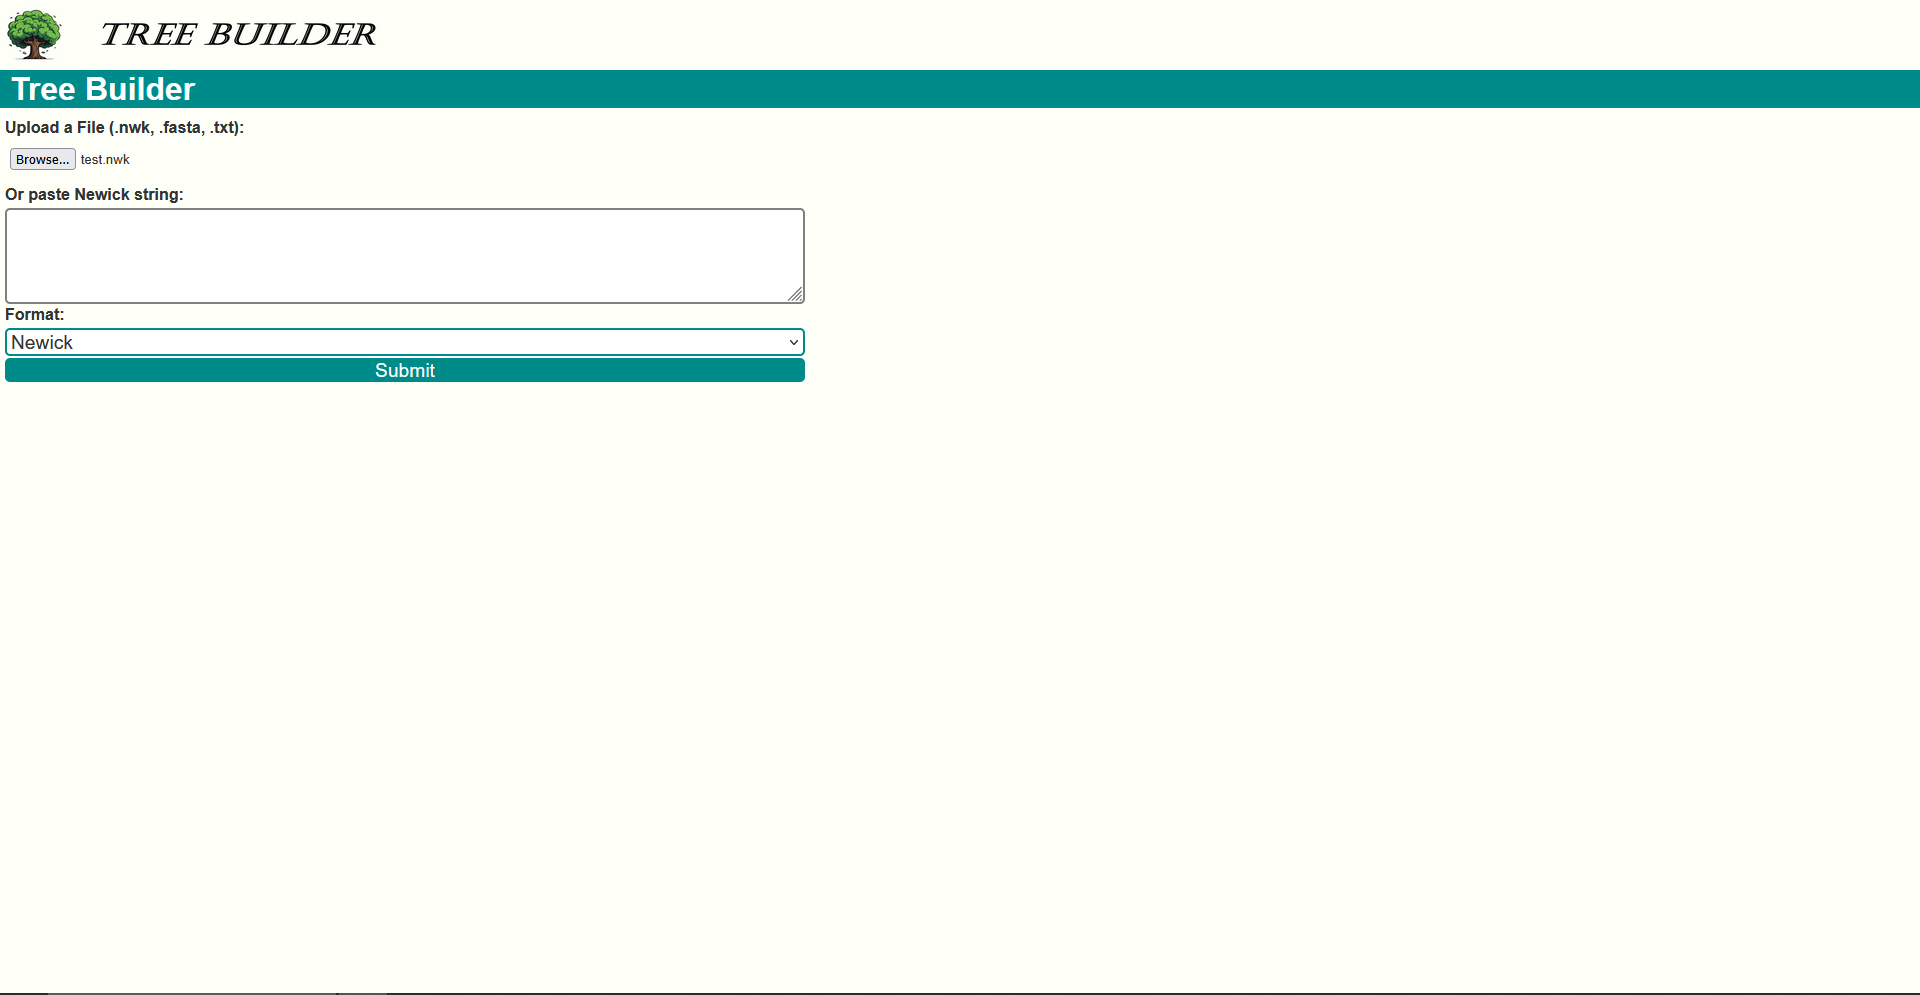 TREE BUILDER
Tree Builder
Upload a File (.nwk, .fasta, .txt):
Browse... test.nwk
Or paste Newick string:
Format:
Newick
Submit